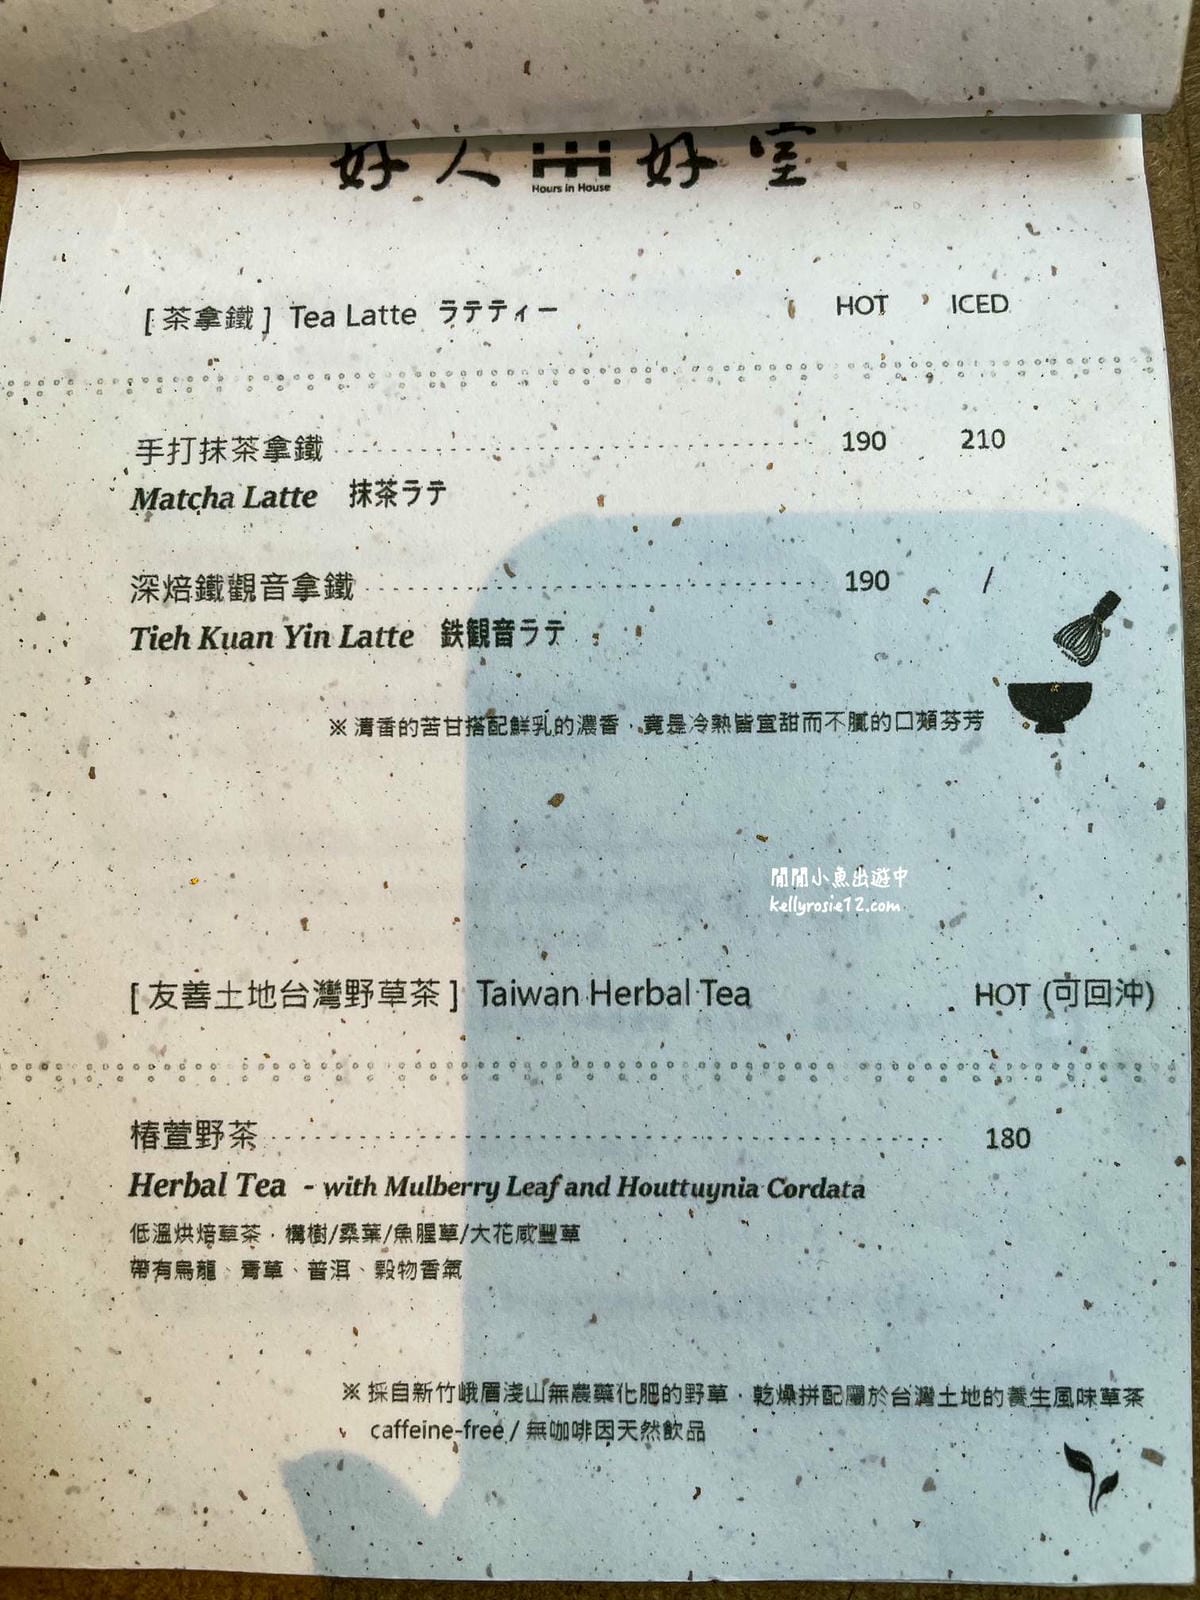 好人 好室
Hours in House
[ 茶拿鐵 ] Tea Latte ラテティー HOT ICED
手打抹茶拿鐵 190 210
Matcha Latte 抹茶ラテ
深焙鐵觀音拿鐵 190 /
Tieh Kuan Yin Latte 鉄観音ラテ
※ 清香的苦甘搭配鮮乳的濃香，竟是冷熱皆宜甜而不膩的口頰芬芳
閒閒小魚出遊中
kellyrosie12.com
[ 友善土地台灣野草茶 ] Taiwan Herbal Tea HOT (可回沖)
椿萱野茶 180
Herbal Tea - with Mulberry Leaf and Houttuynia Cordata
低溫烘焙草茶，構樹/桑葉/魚腥草/大花咸豐草
帶有烏龍、青草、普洱、穀物香氣
※ 採自新竹峨眉淺山無農藥化肥的野草，乾燥拼配屬於台灣土地的養生風味草茶
caffeine-free / 無咖啡因天然飲品